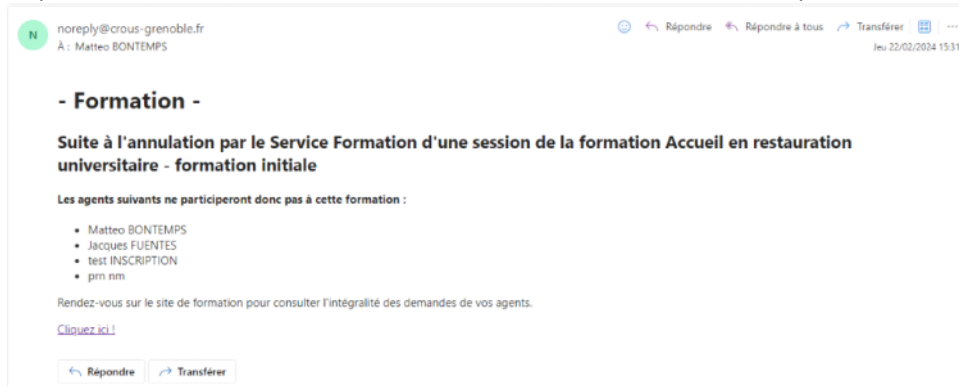 N
noreply@crous-grenoble.fr
À : Matteo BONTEMPS
Répondre
Répondre à tous
Transférer
Jeu 22/02/2024 15:31
- Formation -
Suite à l'annulation par le Service Formation d'une session de la formation Accueil en restauration
universitaire - formation initiale
Les agents suivants ne participeront donc pas à cette formation :
• Matteo BONTEMPS
• Jacques FUENTES
• test INSCRIPTION
• prn nm
Rendez-vous sur le site de formation pour consulter l'intégralité des demandes de vos agents.
Cliquez ici !
Répondre
Transférer